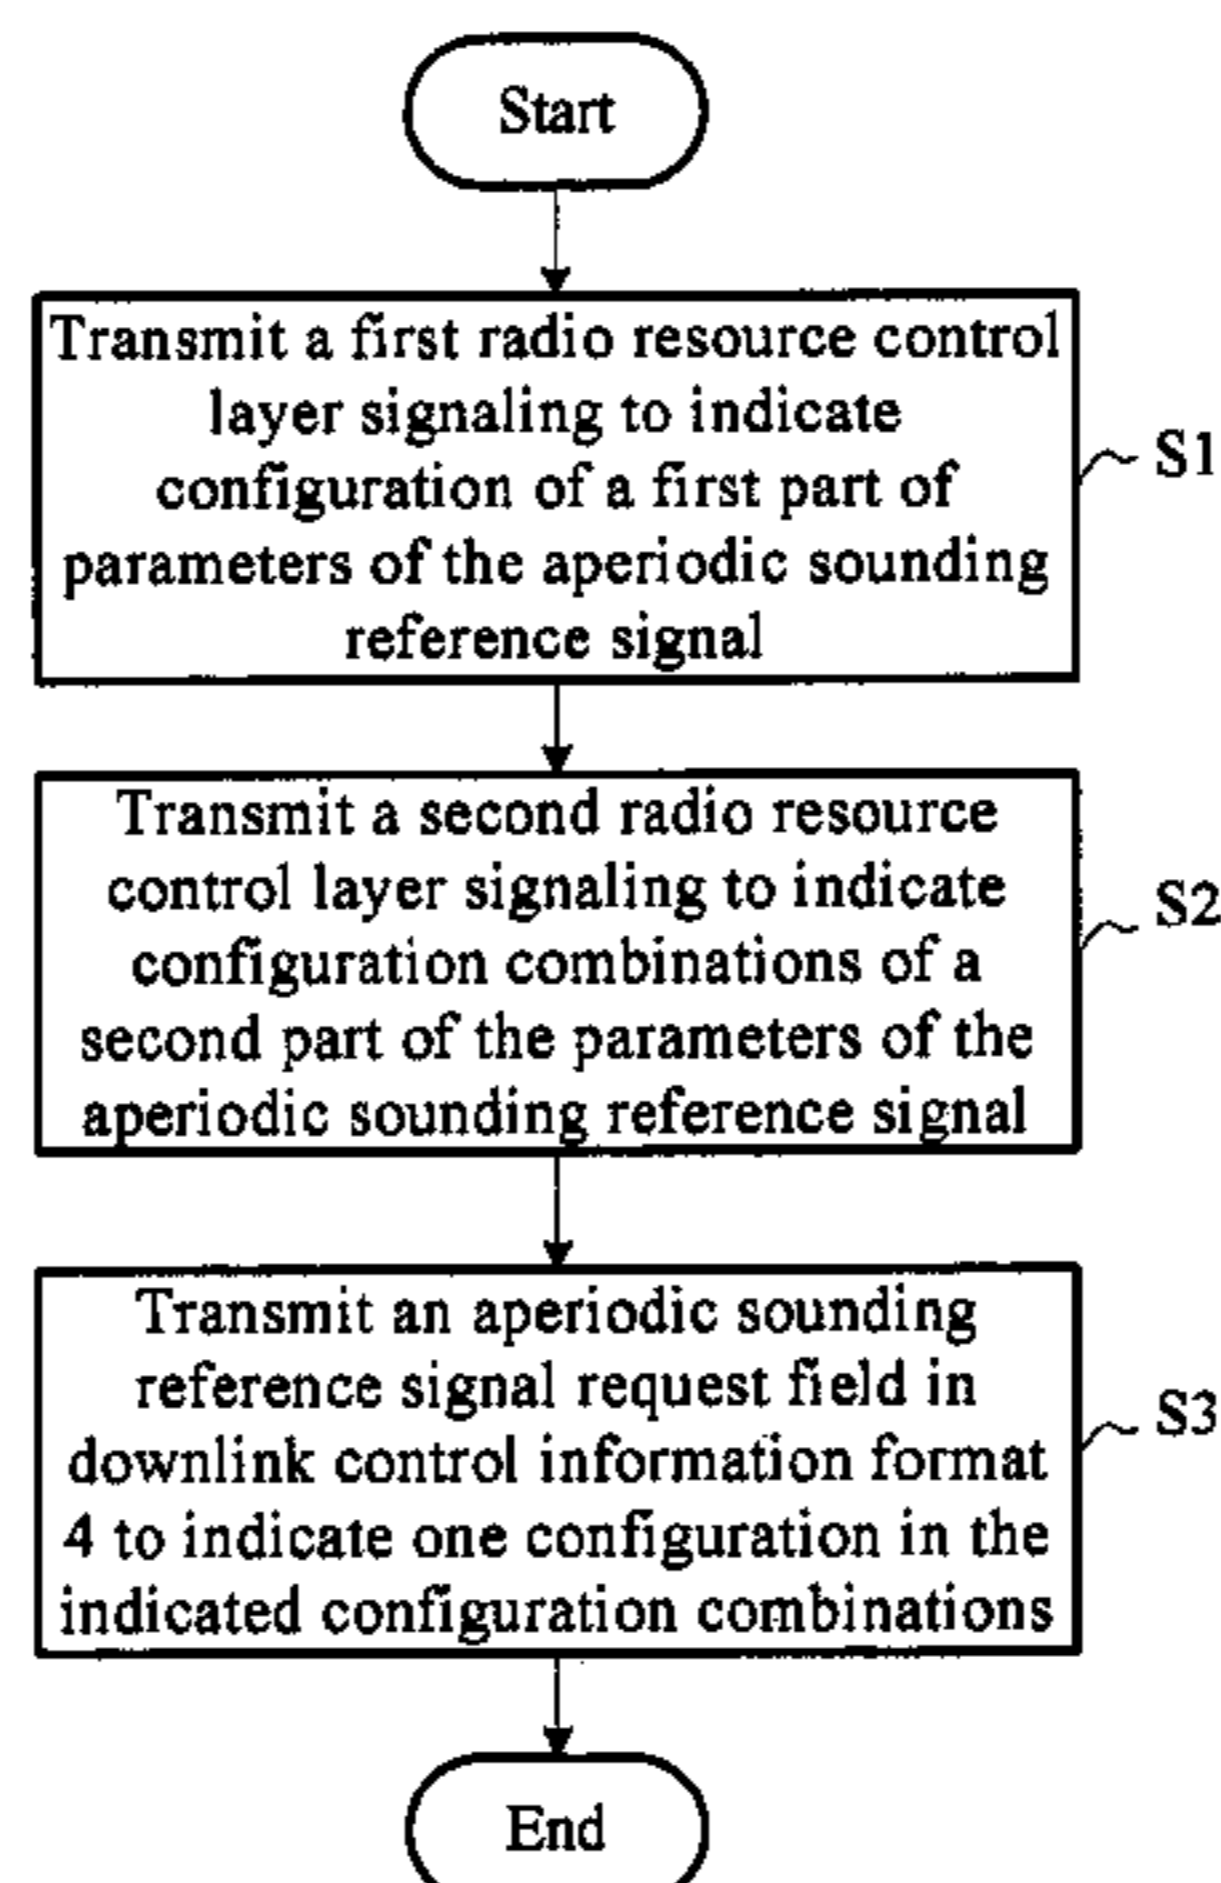 Start
Transmit a first radio resource control
layer signaling to indicate
configuration of a first part of
parameters of the aperiodic sounding
reference signal
S1
Transmit a second radio resource
control layer signaling to indicate
configuration combinations of a
second part of the parameters of the
aperiodic sounding reference signal
S2
Transmit an aperiodic sounding
reference signal request field in
downlink control information format
4 to indicate one configuration in the
indicated configuration combinations
S3
End